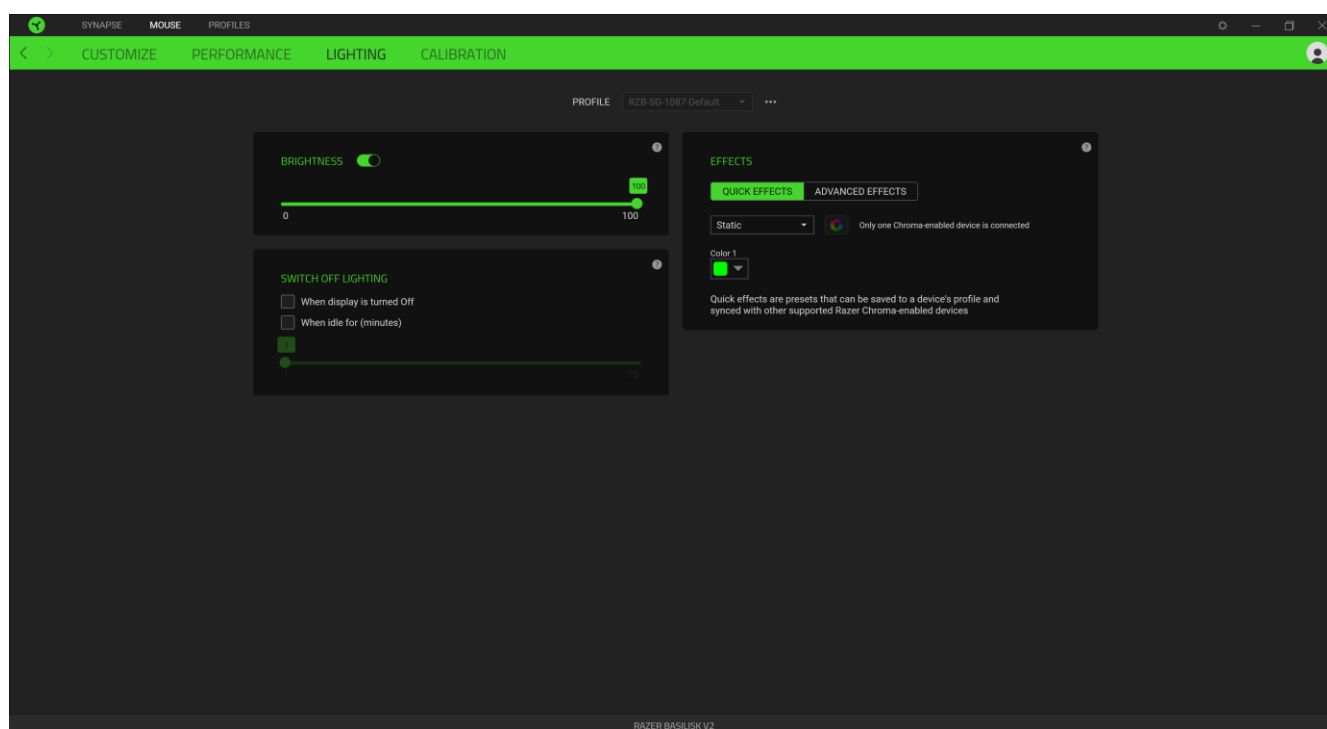 SYNAPSE MOUSE PROFILES
CUSTOMIZE PERFORMANCE LIGHTING CALIBRATION
PROFILE RZB-SG-1087-Default
BRIGHTNESS
100
0 100
SWITCH OFF LIGHTING
When display is turned Off
When idle for (minutes)
1
1 15
EFFECTS
QUICK EFFECTS ADVANCED EFFECTS
Static Only one Chroma-enabled device is connected
Color 1
Quick effects are presets that can be saved to a device's profile and
synced with other supported Razer Chroma-enabled devices
RAZER BASILISK V2